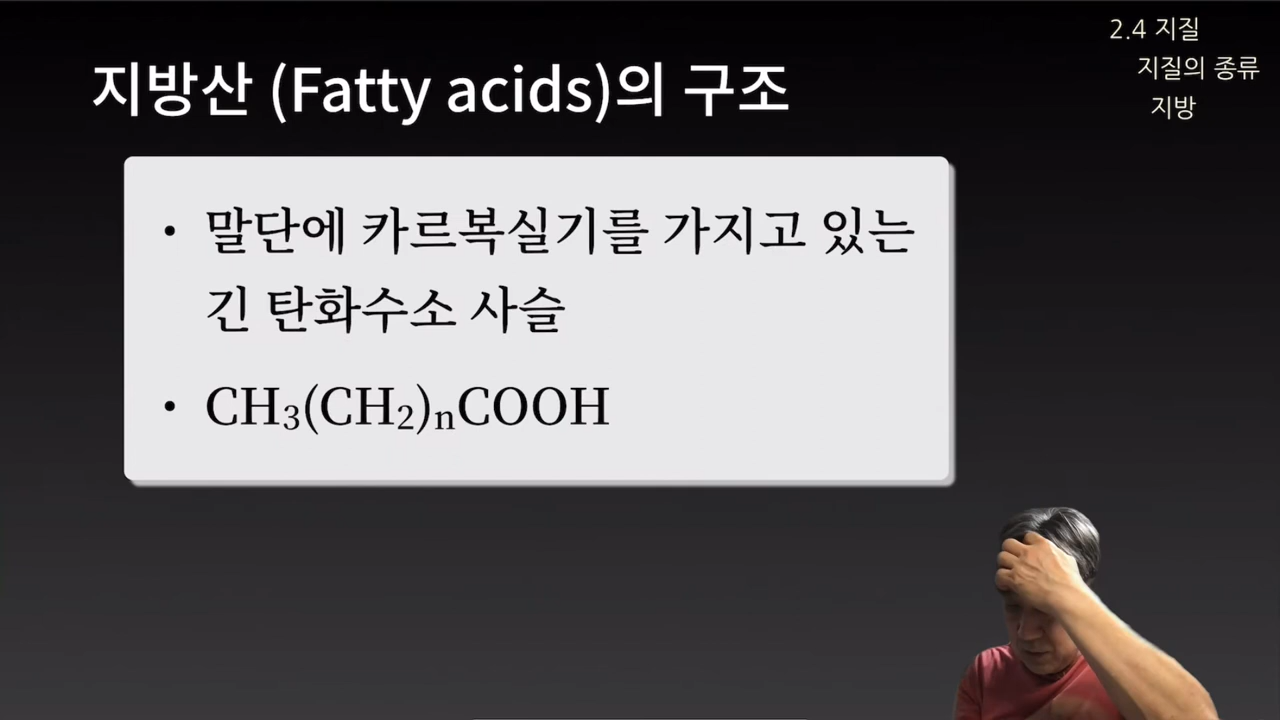 지방산 (Fatty acids)의 구조
2.4 지질
지질의 종류
지방
• 말단에 카르복실기를 가지고 있는
긴 탄화수소 사슬
• CH₃(CH₂)ₙCOOH